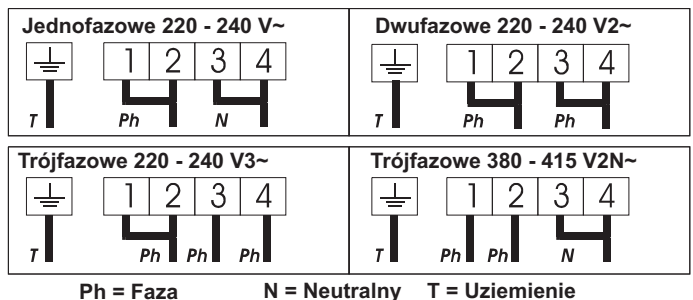 Jednofazowe 220 - 240 V~
1 2 3 4
T Ph N
Dwufazowe 220 - 240 V2~
1 2 3 4
T Ph Ph
Trójfazowe 220 - 240 V3~
1 2 3 4
T Ph Ph Ph
Trójfazowe 380 - 415 V2N~
1 2 3 4
T Ph Ph N
Ph = Faza N = Neutralny T = Uziemienie